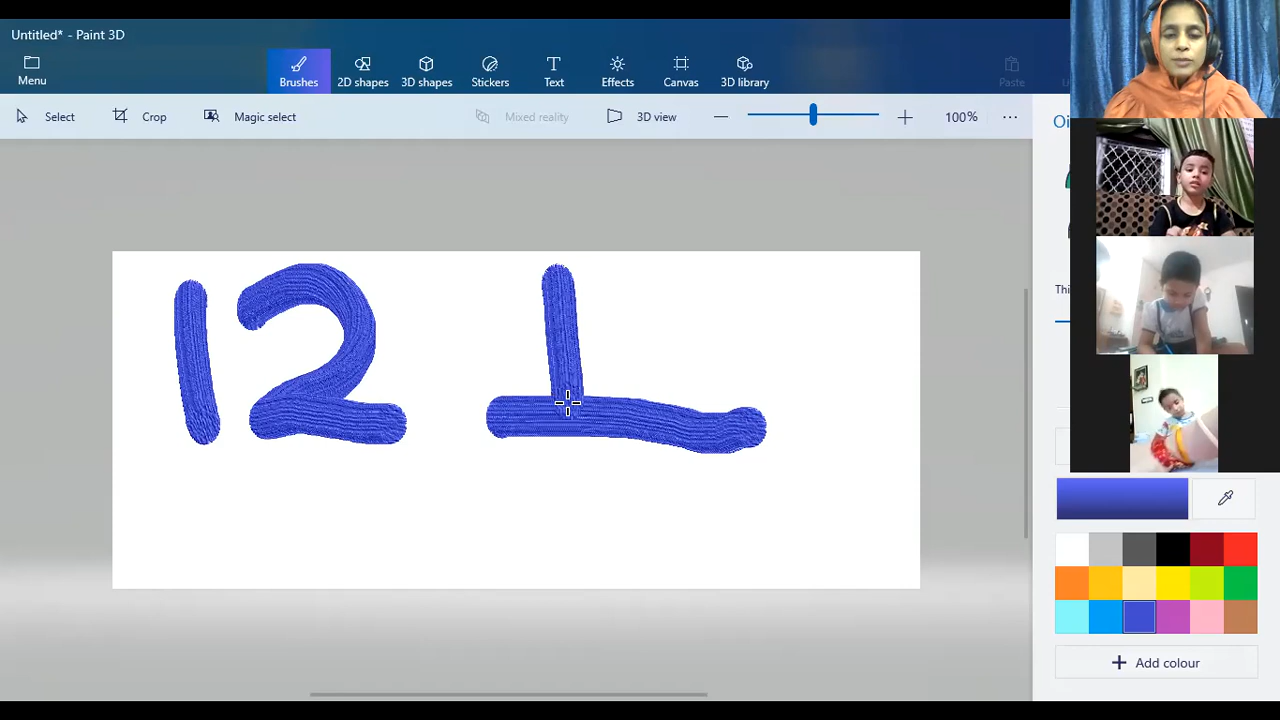 Untitled* - Paint 3D
Menu
Brushes
2D shapes
3D shapes
Stickers
Text
Effects
Canvas
3D library
Paste
Select
Crop
Magic select
Mixed reality
3D view
100%
12
Add colour